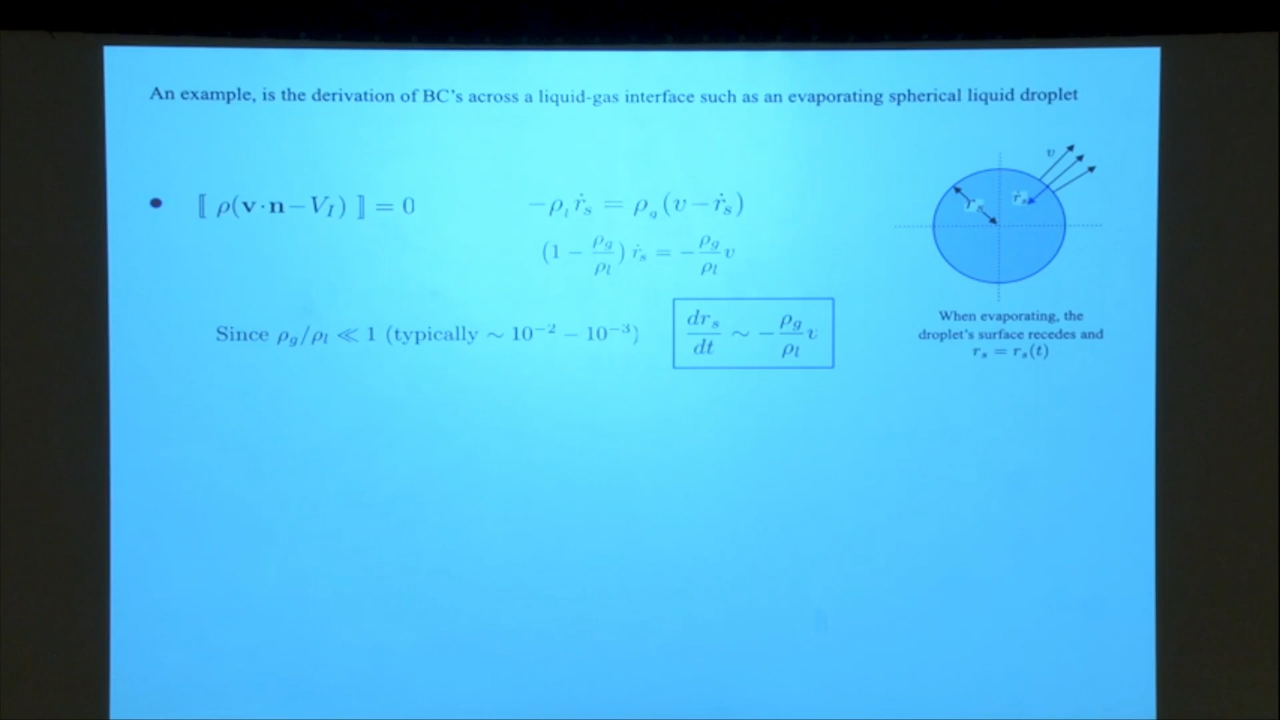 An example, is the derivation of BC's across a liquid-gas interface such as an evaporating spherical liquid droplet
• ⟦ ρ(v·n−V_I) ⟧ = 0
−ρ_l ṙ_s = ρ_g (v−ṙ_s)
(1 − ρ_g/ρ_l) ṙ_s = −ρ_g/ρ_l v
Since ρ_g/ρ_l ≪ 1 (typically ∼ 10⁻² − 10⁻³)
dr_s/dt ∼ −ρ_g/ρ_l v
v
r_s
ṙ_s
When evaporating, the
droplet's surface recedes and
r_s = r_s(t)